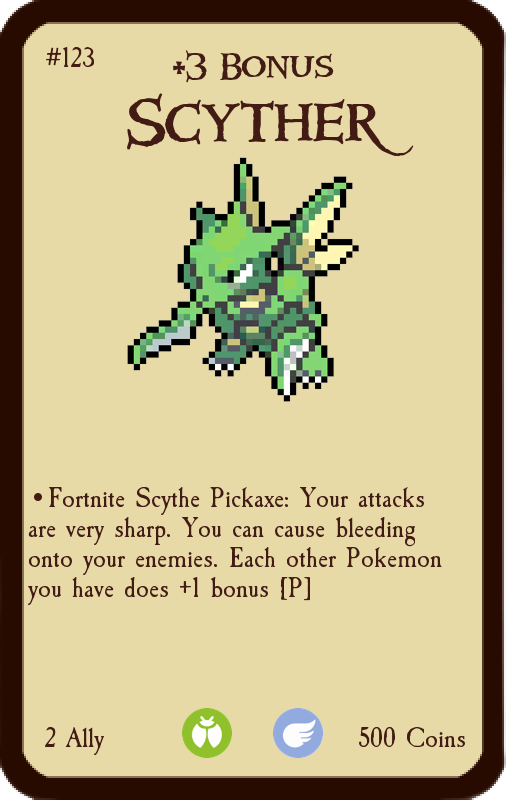 #123
+3 Bonus
Scyther
•Fortnite Scythe Pickaxe: Your attacks
are very sharp. You can cause bleeding
onto your enemies. Each other Pokemon
you have does +1 bonus [P]
2 Ally
500 Coins